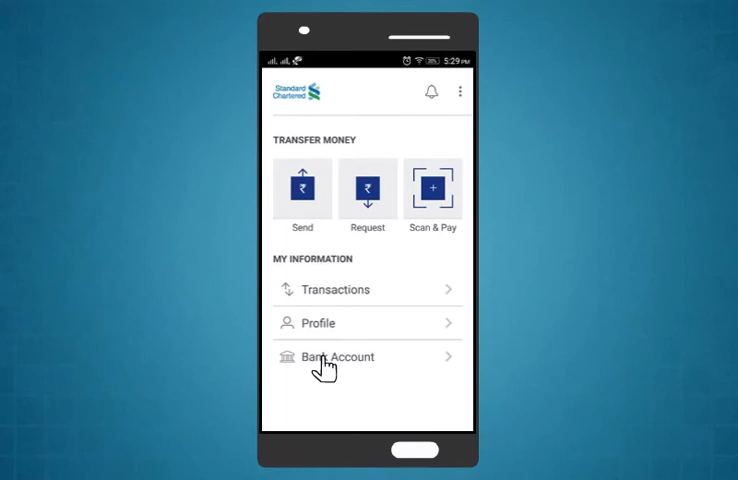 5:29 PM
Standard
Chartered
TRANSFER MONEY
₹ ₹ +
Send Request Scan & Pay
MY INFORMATION
Transactions
Profile
Bank Account